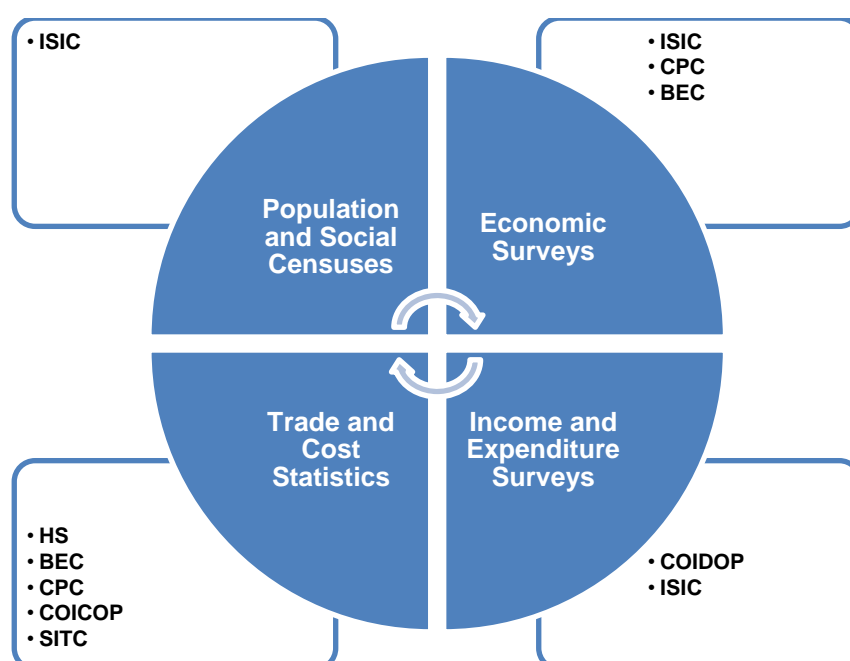 • ISIC
• ISIC
• CPC
• BEC
Population
and Social
Censuses
Economic
Surveys
Trade and
Cost
Statistics
Income and
Expenditure
Surveys
• HS
• BEC
• CPC
• COICOP
• SITC
• COIDOP
• ISIC